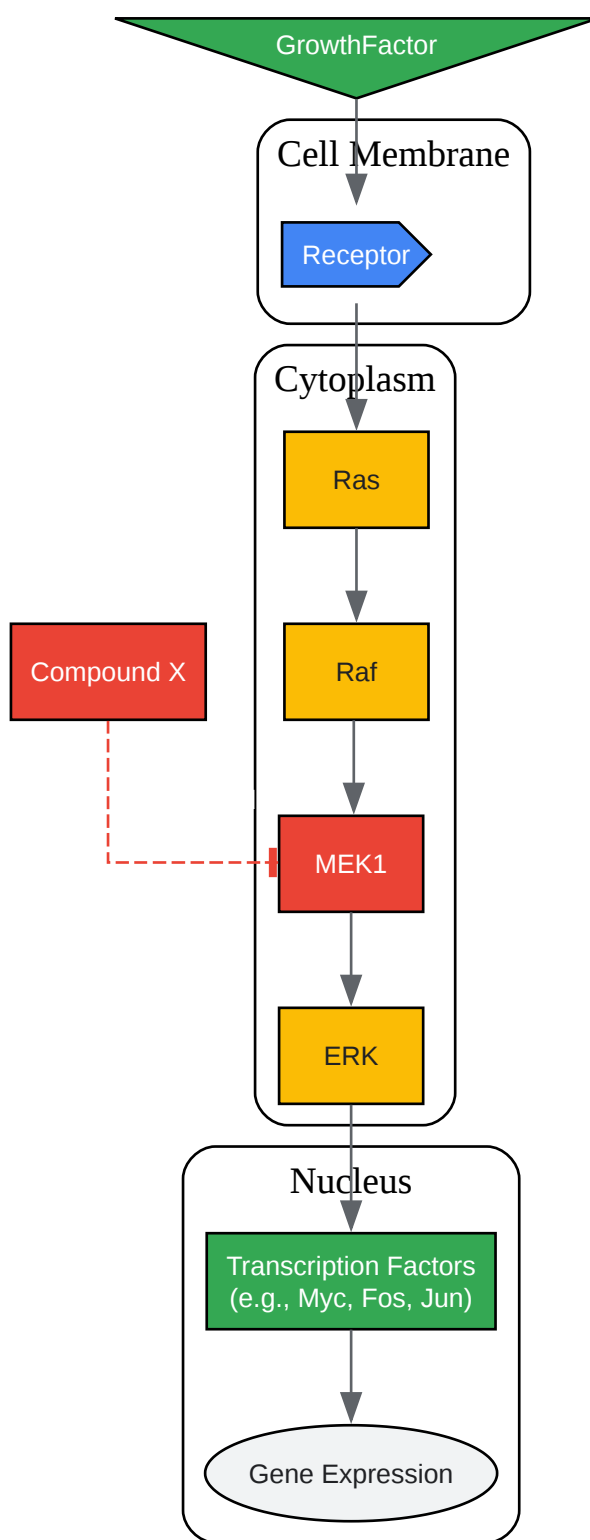 GrowthFactor
Cell Membrane
Receptor
Cytoplasm
Ras
Compound X
Raf
MEK1
ERK
Nucleus
Transcription Factors
(e.g., Myc, Fos, Jun)
Gene Expression